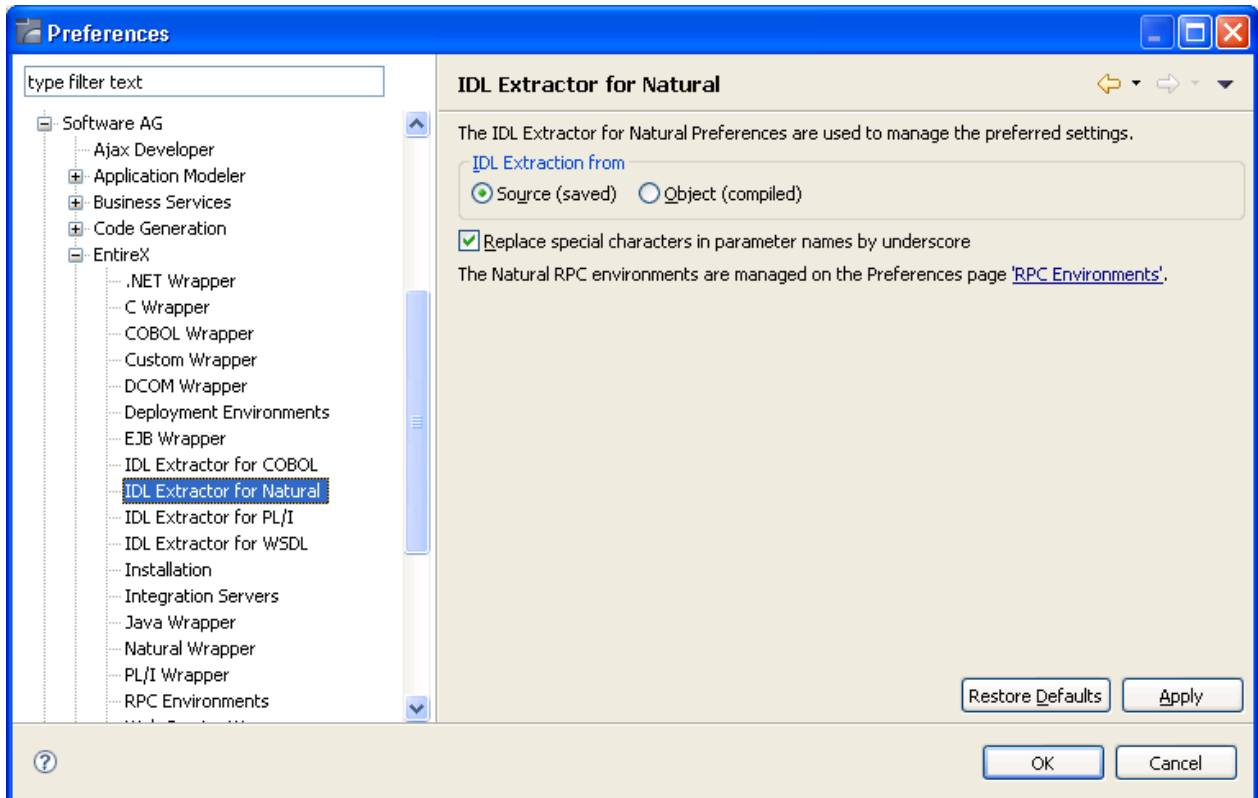 Preferences
type filter text
Software AG
Ajax Developer
Application Modeler
Business Services
Code Generation
EntireX
.NET Wrapper
C Wrapper
COBOL Wrapper
Custom Wrapper
DCOM Wrapper
Deployment Environments
EJB Wrapper
IDL Extractor for COBOL
IDL Extractor for Natural
IDL Extractor for PL/I
IDL Extractor for WSDL
Installation
Integration Servers
Java Wrapper
Natural Wrapper
PL/I Wrapper
RPC Environments
IDL Extractor for Natural
The IDL Extractor for Natural Preferences are used to manage the preferred settings.
IDL Extraction from
Source (saved) Object (compiled)
Replace special characters in parameter names by underscore
The Natural RPC environments are managed on the Preferences page 'RPC Environments'.
Restore Defaults Apply
? OK Cancel